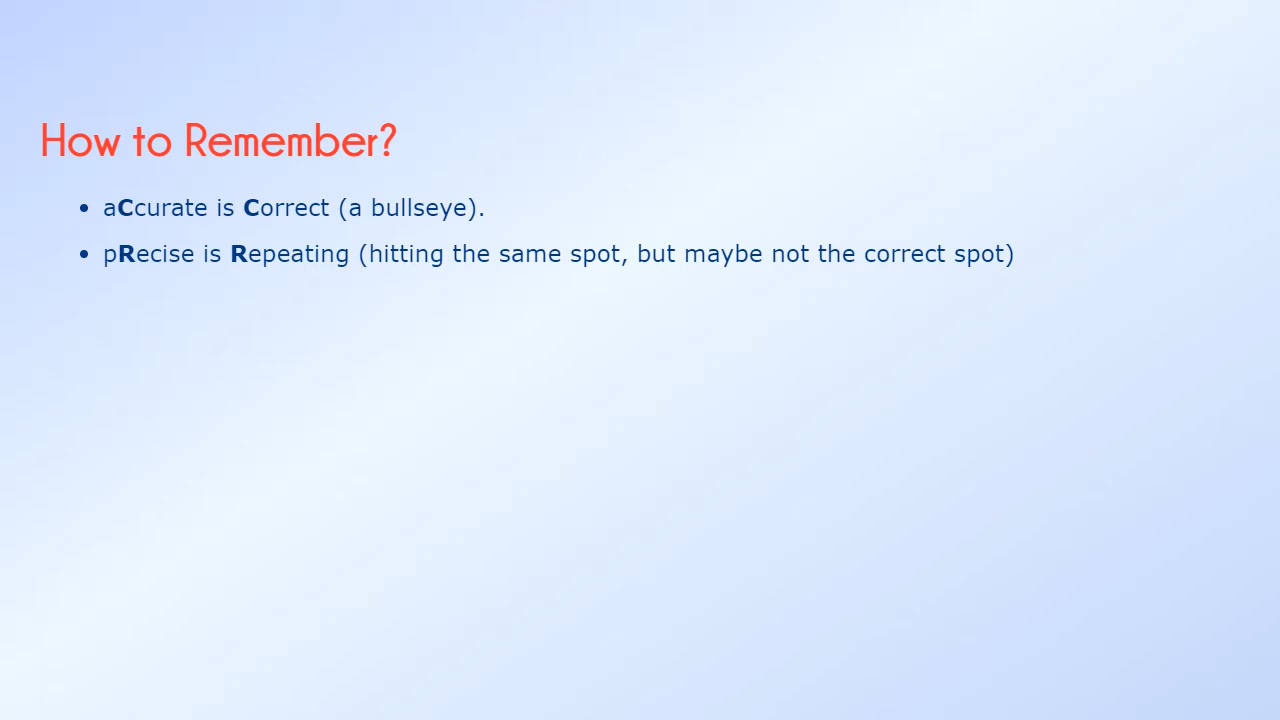 How to Remember?
• aCcurate is Correct (a bullseye).
• pRecise is Repeating (hitting the same spot, but maybe not the correct spot)